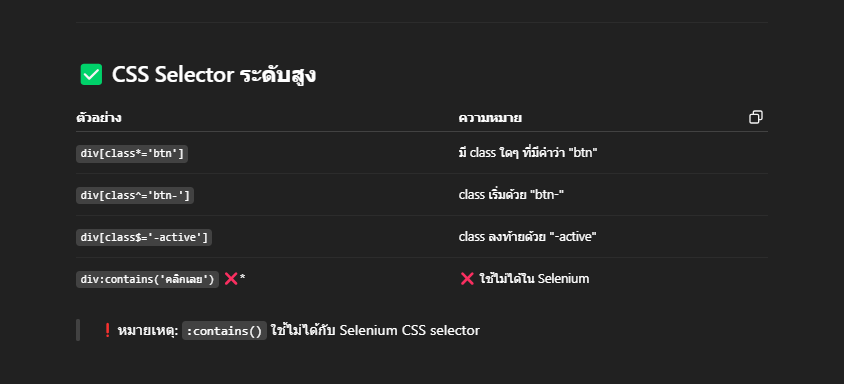 ✅ CSS Selector ระดับสูง
ตัวอย่าง ความหมาย
div[class*='btn'] มี class ใดๆ ที่มีคำว่า "btn"
div[class^='btn-'] class เริ่มด้วย "btn-"
div[class$='-active'] class ลงท้ายด้วย "-active"
div:contains('คลิกเลย') ❌* ❌ ใช้ไม่ได้ใน Selenium
❗หมายเหตุ: :contains() ใช้ไม่ได้กับ Selenium CSS selector